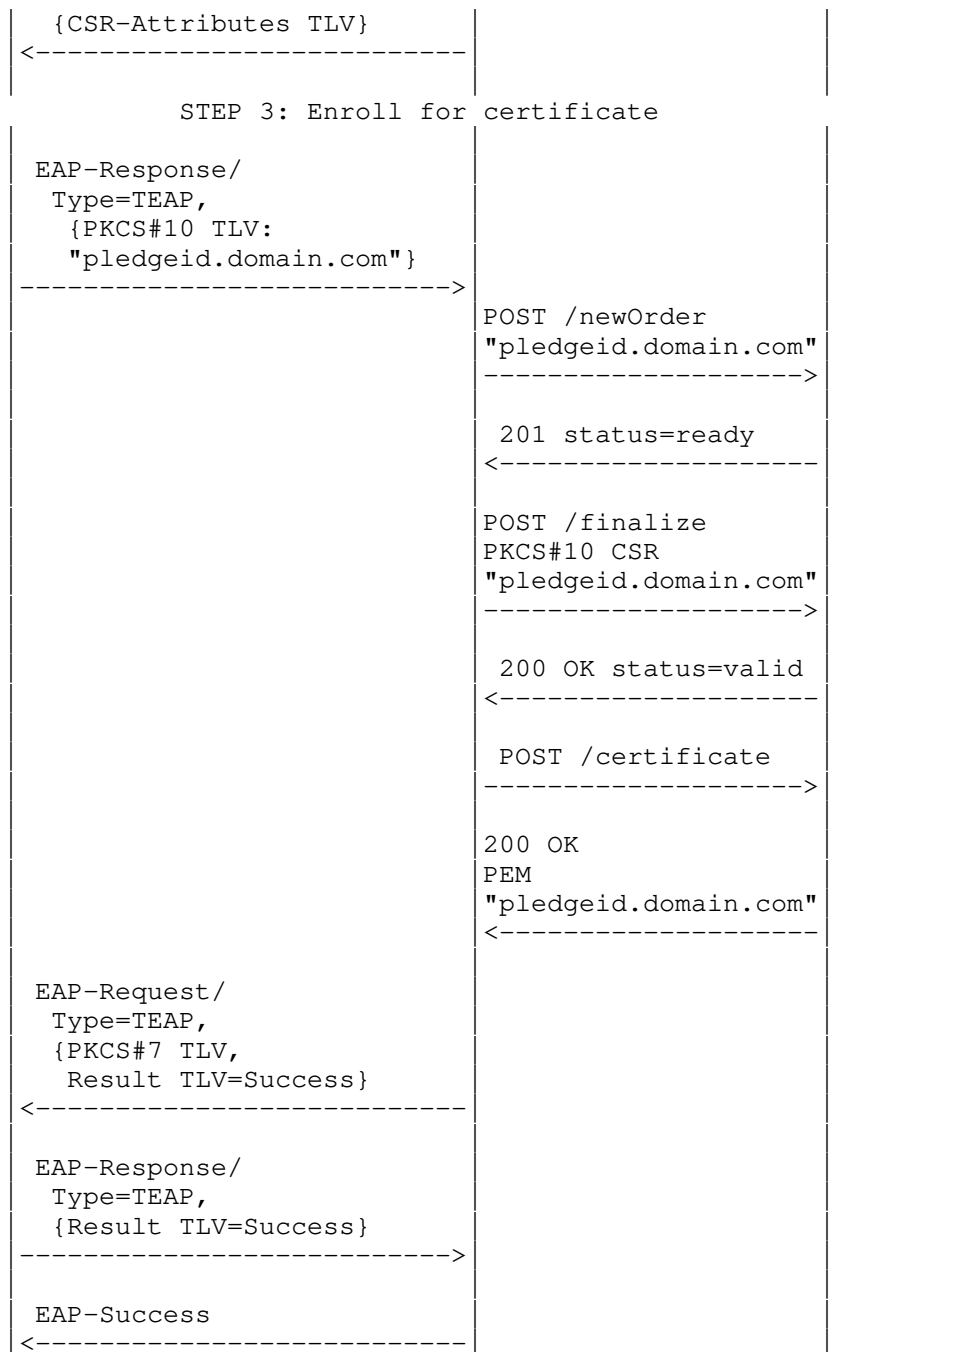 {CSR-Attributes TLV}
STEP 3: Enroll for certificate
EAP-Response/
Type=TEAP,
{PKCS#10 TLV:
"pledgeid.domain.com"}
POST /newOrder
"pledgeid.domain.com"
201 status=ready
POST /finalize
PKCS#10 CSR
"pledgeid.domain.com"
200 OK status=valid
POST /certificate
200 OK
PEM
"pledgeid.domain.com"
EAP-Request/
Type=TEAP,
{PKCS#7 TLV,
Result TLV=Success}
EAP-Response/
Type=TEAP,
{Result TLV=Success}
EAP-Success